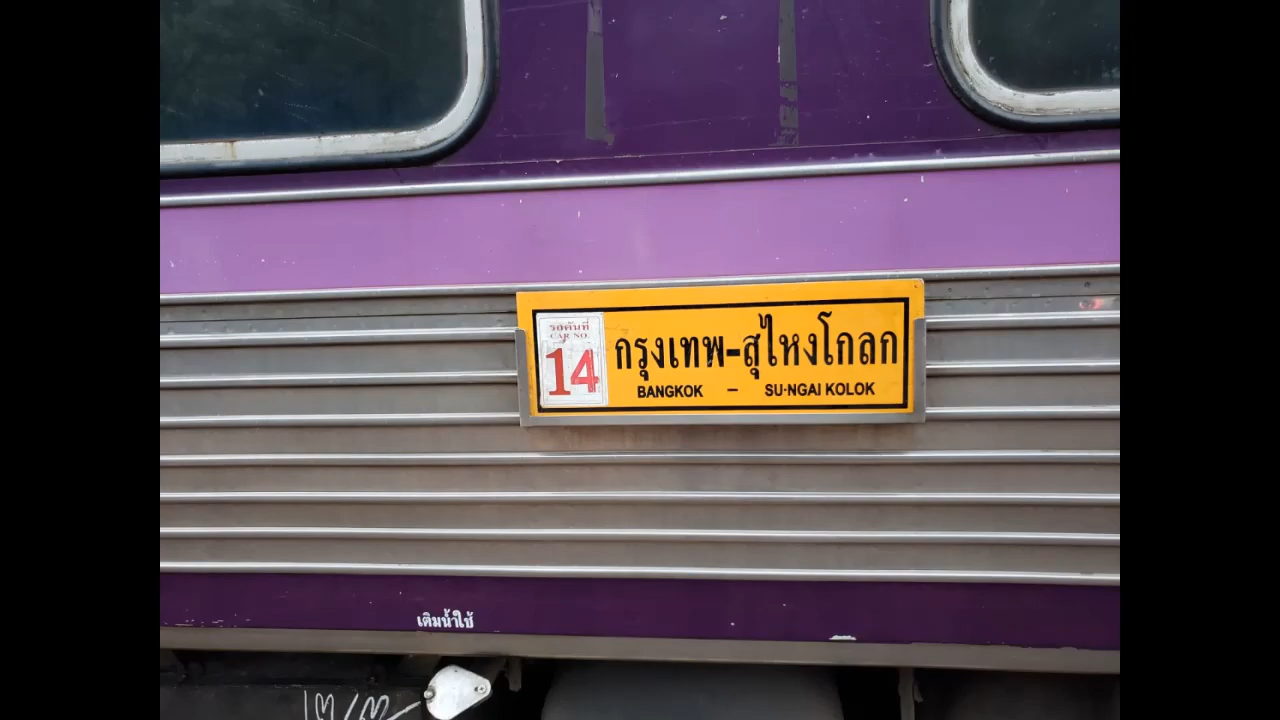 รถคันที่
CAR NO.
14
กรุงเทพ-สุไหงโกลก
BANGKOK – SU-NGAI KOLOK
เติมน้ำใช้